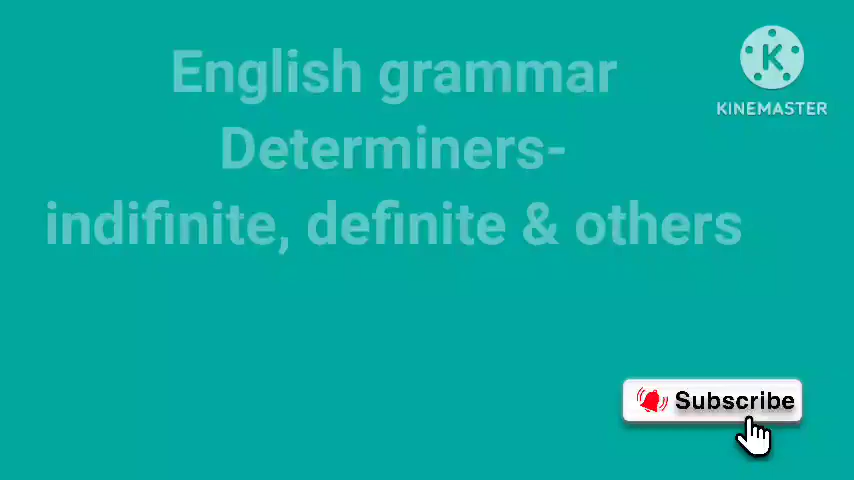 English grammar
Determiners-
indifinite, definite & others
KINEMASTER
Subscribe